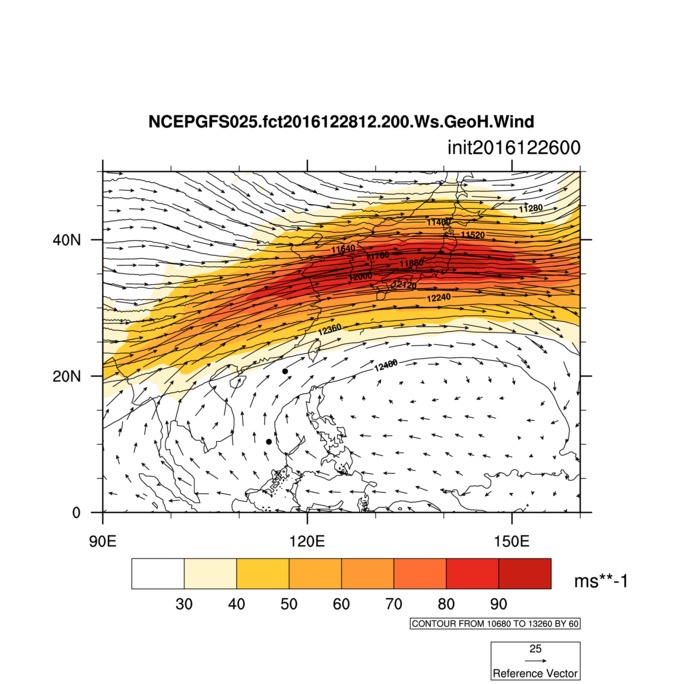 NCEPGFS025.fct2016122812.200.Ws.GeoH.Wind
init2016122600
11280
11400
11520
11640
11760
11880
12000
12120
12240
12360
12480
40N
20N
0
90E 120E 150E
30 40 50 60 70 80 90
ms**-1
CONTOUR FROM 10680 TO 13260 BY 60
25
Reference Vector